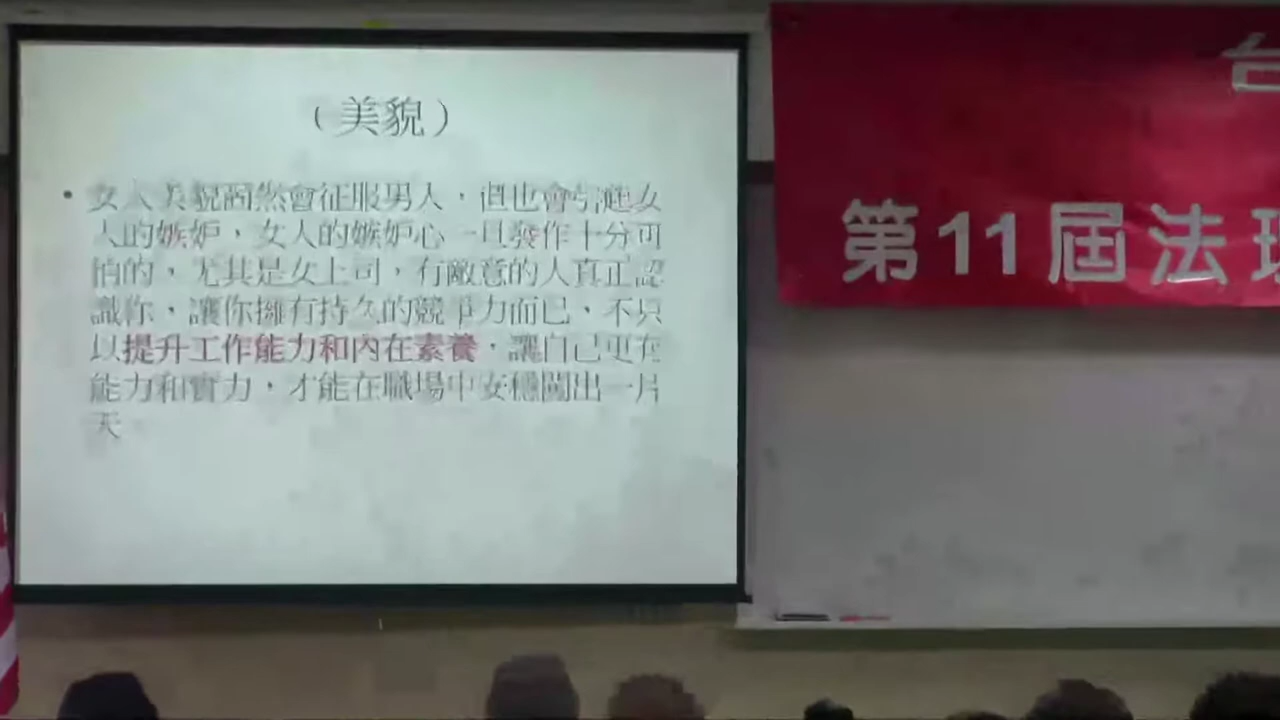 （美貌）
• 女人美貌固然會征服男人，但也會引起女
人的嫉妒，女人的嫉妒心一旦發作十分可
怕的，尤其是女上司，有敵意的人真正認
識你，讓你擁有持久的競爭力而已，不只
以提升工作能力和內在素養，讓自己更有
能力和實力，才能在職場中安穩闖出一片
天。
台
第11屆法